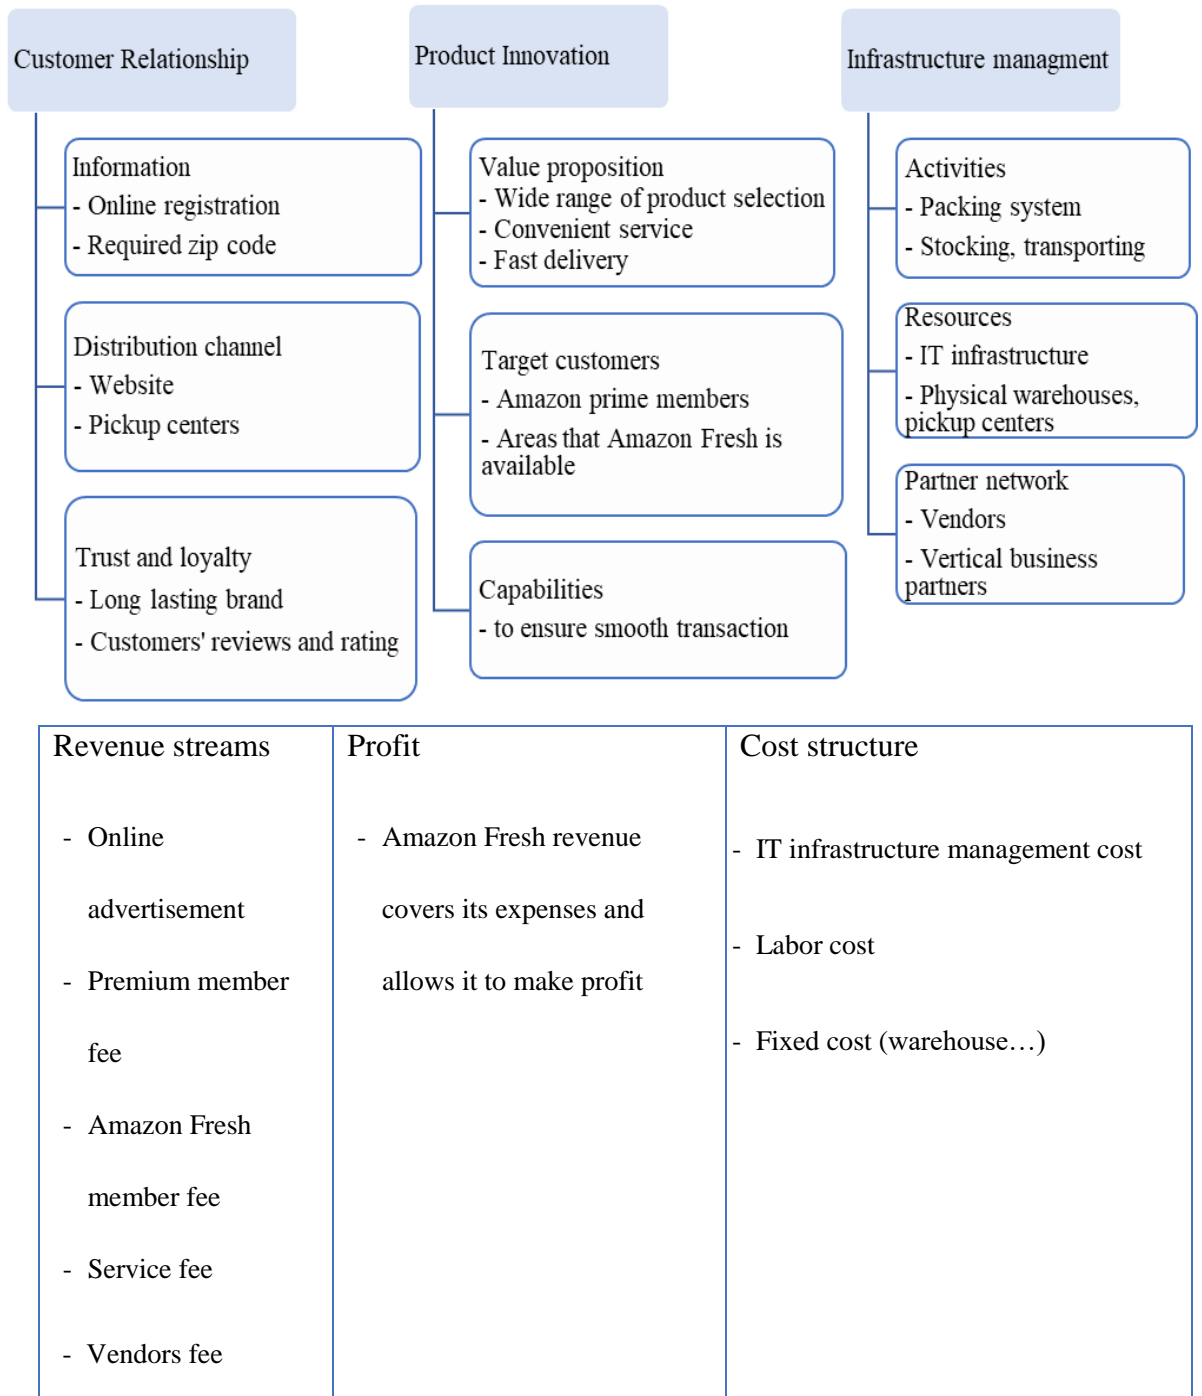 Customer Relationship
Information
- Online registration
- Required zip code
Distribution channel
- Website
- Pickup centers
Trust and loyalty
- Long lasting brand
- Customers' reviews and rating
Product Innovation
Value proposition
- Wide range of product selection
- Convenient service
- Fast delivery
Target customers
- Amazon prime members
- Areas that Amazon Fresh is
available
Capabilities
- to ensure smooth transaction
Infrastructure managment
Activities
- Packing system
- Stocking, transporting
Resources
- IT infrastructure
- Physical warehouses,
pickup centers
Partner network
- Vendors
- Vertical business
partners
Revenue streams
- Online
advertisement
- Premium member
fee
- Amazon Fresh
member fee
- Service fee
- Vendors fee
Profit
- Amazon Fresh revenue
covers its expenses and
allows it to make profit
Cost structure
- IT infrastructure management cost
- Labor cost
- Fixed cost (warehouse…)